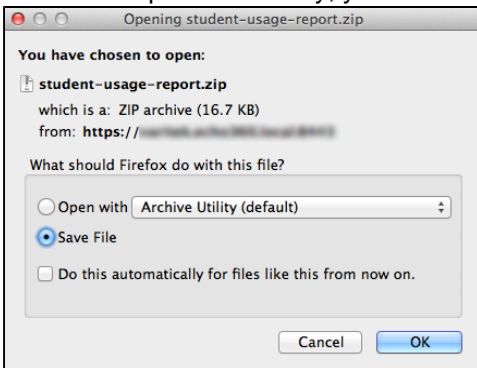 Opening student-usage-report.zip
You have chosen to open:
student-usage-report.zip
which is a: ZIP archive (16.7 KB)
from: https://
What should Firefox do with this file?
Open with Archive Utility (default)
Save File
Do this automatically for files like this from now on.
Cancel OK